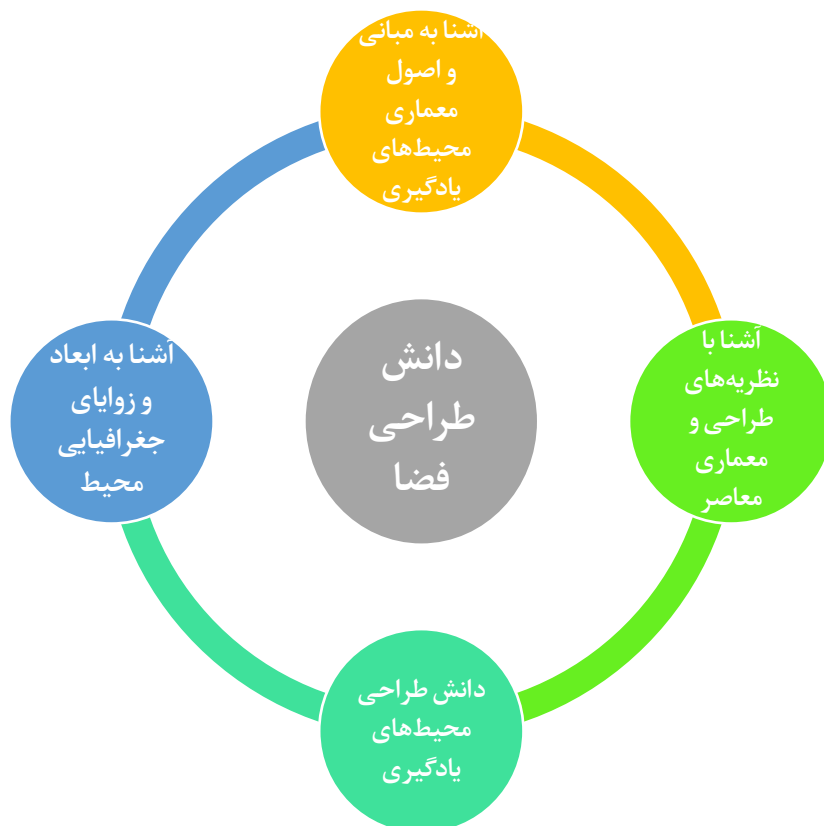 آشنا به مبانی
و اصول
معماری
محیط‌های
یادگیری
آشنا با
نظریه‌های
طراحی و
معماری
معاصر
دانش طراحی
محیط‌های
یادگیری
آشنا به ابعاد
و زوایای
جغرافیایی
محیط
دانش
طراحی
فضا